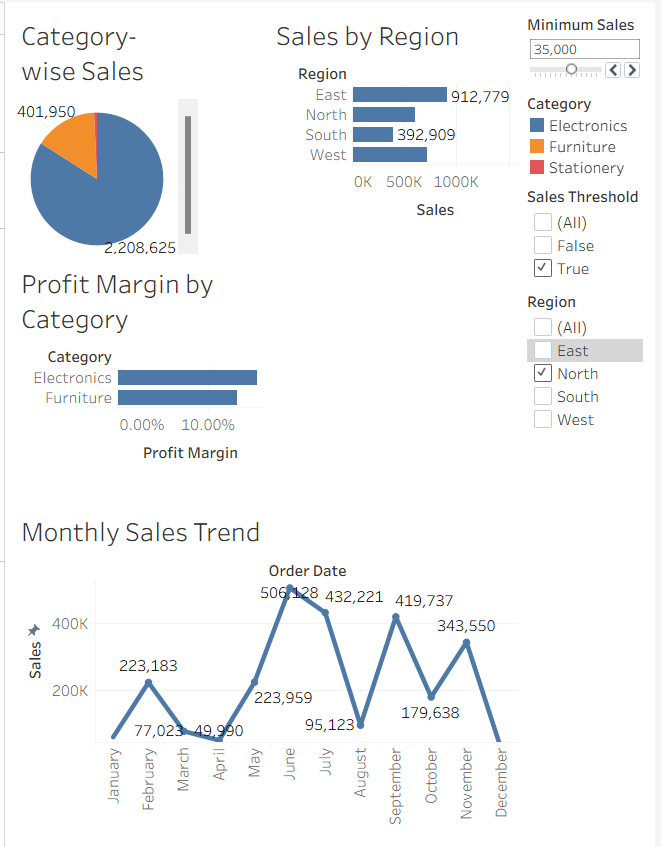 Category-
wise Sales
401,950
2,208,625
Sales by Region
Region
East
912,779
North
South
392,909
West
0K 500K 1000K
Sales
Minimum Sales
35,000
Category
Electronics
Furniture
Stationery
Sales Threshold
(All)
False
True
Region
(All)
East
North
South
West
Profit Margin by
Category
Category
Electronics
Furniture
0.00% 10.00%
Profit Margin
Monthly Sales Trend
Order Date
Sales
400K
200K
223,183
77,023
49,990
223,959
506,128
432,221
95,123
419,737
179,638
343,550
January
February
March
April
May
June
July
August
September
October
November
December